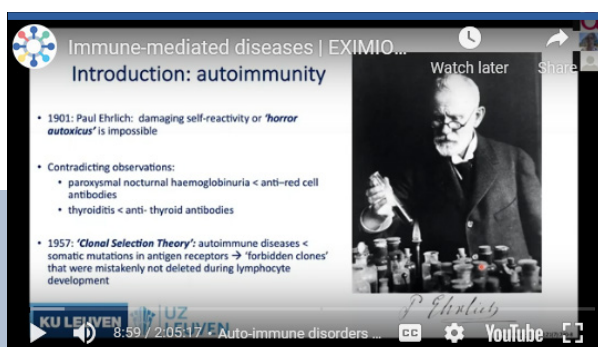 Immune-mediated diseases | EXIMIO...
Watch later
Share
Introduction: autoimmunity
• 1901: Paul Ehrlich: damaging self-reactivity or 'horror
autoxicus' is impossible
• Contradicting observations:
• paroxysmal nocturnal haemoglobinuria < anti–red cell
antibodies
• thyroiditis < anti- thyroid antibodies
• 1957: 'Clonal Selection Theory': autoimmune diseases <
somatic mutations in antigen receptors → 'forbidden clones'
that were mistakenly not deleted during lymphocyte
development
P. Ehrlich
KU LEUVEN
UZ
LEUVEN
8:59 / 2:05:17 • Auto-immune disorders ...
CC
YouTube